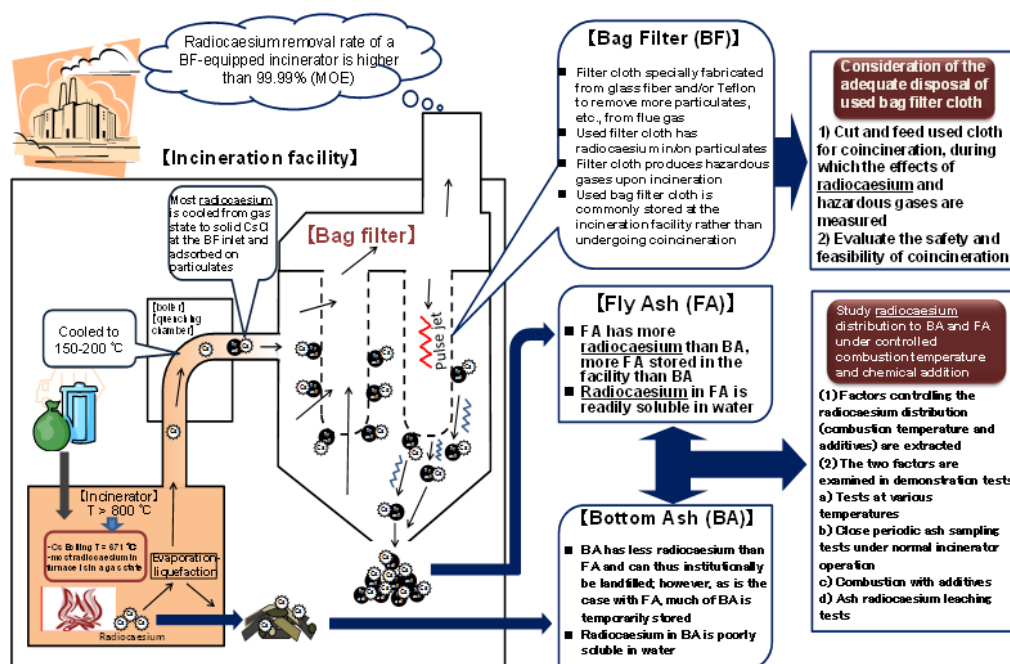 Radiocaesium removal rate of a
BF-equipped incinerator is higher
than 99.99% (MOE)
【Incineration facility】
Most radiocaesium
is cooled from gas
state to solid CsCl
at the BF inlet and
adsorbed on
particulates
【Bag filter】
[boiler]
[quenching
chamber]
Cooled to
150-200 °C
Pulse jet
【Incinerator】
T > 800 °C
-Cs Boiling T = 671 °C
-most radiocaesium in
furnace is in a gas state
Evaporation-
liquefaction
Radiocaesium
【Bag Filter (BF)】
■ Filter cloth specially fabricated
from glass fiber and/or Teflon
to remove more particulates,
etc., from flue gas
■ Used filter cloth has
radiocaesium in/on particulates
■ Filter cloth produces hazardous
gases upon incineration
■ Used bag filter cloth is
commonly stored at the
incineration facility rather than
undergoing coincineration
【Fly Ash (FA)】
■ FA has more
radiocaesium than BA,
more FA stored in the
facility than BA
■ Radiocaesium in FA is
readily soluble in water
【Bottom Ash (BA)】
■ BA has less radiocaesium than
FA and can thus institutionally
be landfilled; however, as is the
case with FA, much of BA is
temporarily stored
■ Radiocaesium in BA is poorly
soluble in water
Consideration of the
adequate disposal of
used bag filter cloth
1) Cut and feed used cloth
for coincineration, during
which the effects of
radiocaesium and
hazardous gases are
measured
2) Evaluate the safety and
feasibility of coincineration
Study radiocaesium
distribution to BA and FA
under controlled
combustion temperature
and chemical addition
(1) Factors controlling the
radiocaesium distribution
(combustion temperature and
additives) are extracted
(2) The two factors are
examined in demonstration tests
a) Tests at various
temperatures
b) Close periodic ash sampling
tests under normal incinerator
operation
c) Combustion with additives
d) Ash radiocaesium leaching
tests